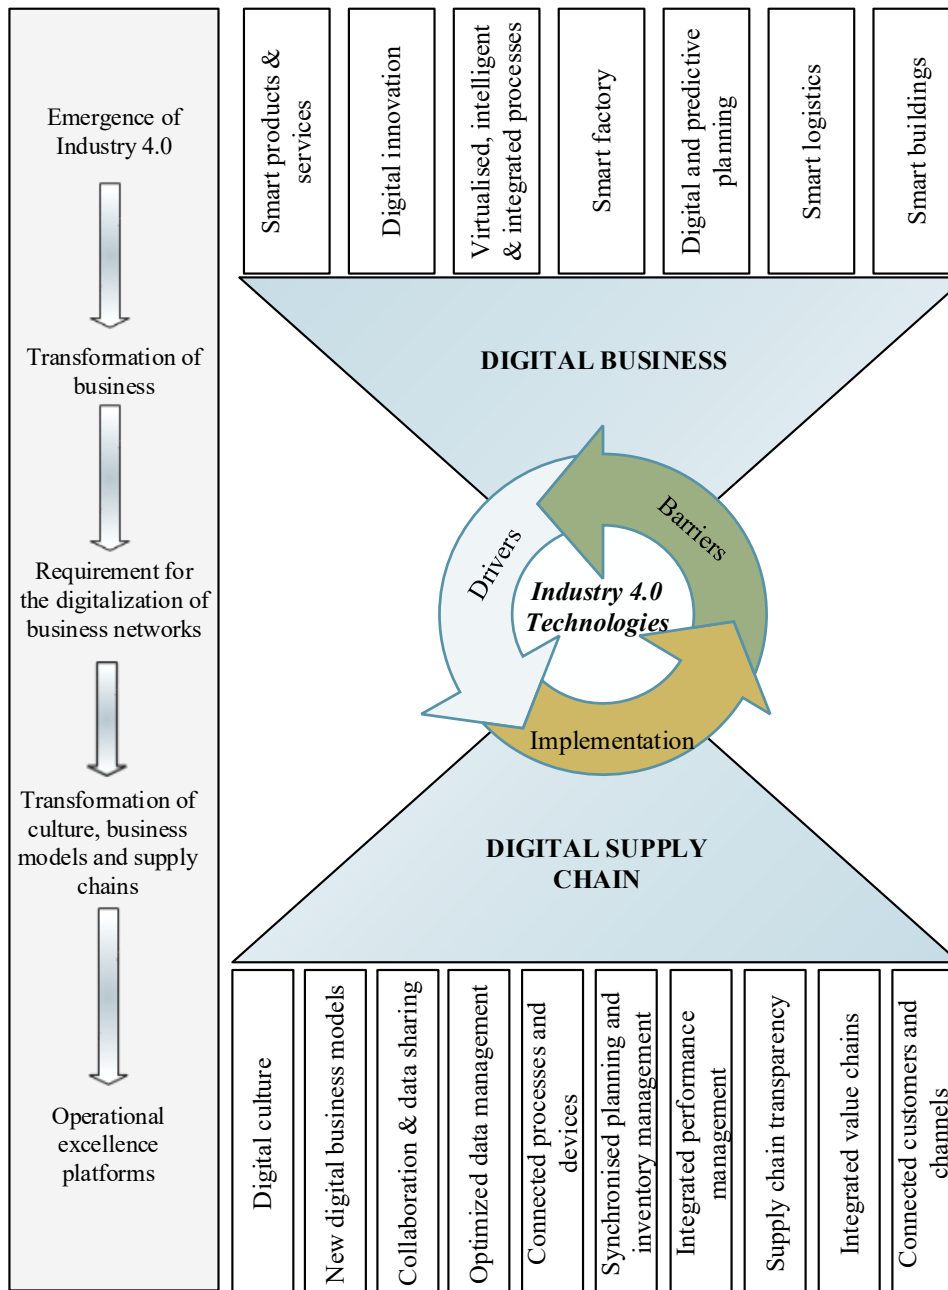 Emergence of
Industry 4.0
Transformation of
business
Requirement for
the digitalization of
business networks
Transformation of
culture, business
models and supply
chains
Operational
excellence
platforms
Smart products &
services
Digital innovation
Virtualised, intelligent
& integrated processes
Smart factory
Digital and predictive
planning
Smart logistics
Smart buildings
DIGITAL BUSINESS
Drivers
Barriers
Industry 4.0
Technologies
Implementation
DIGITAL SUPPLY
CHAIN
Digital culture
New digital business models
Collaboration & data sharing
Optimized data management
Connected processes and
devices
Synchronised planning and
inventory management
Integrated performance
management
Supply chain transparency
Integrated value chains
Connected customers and
channels